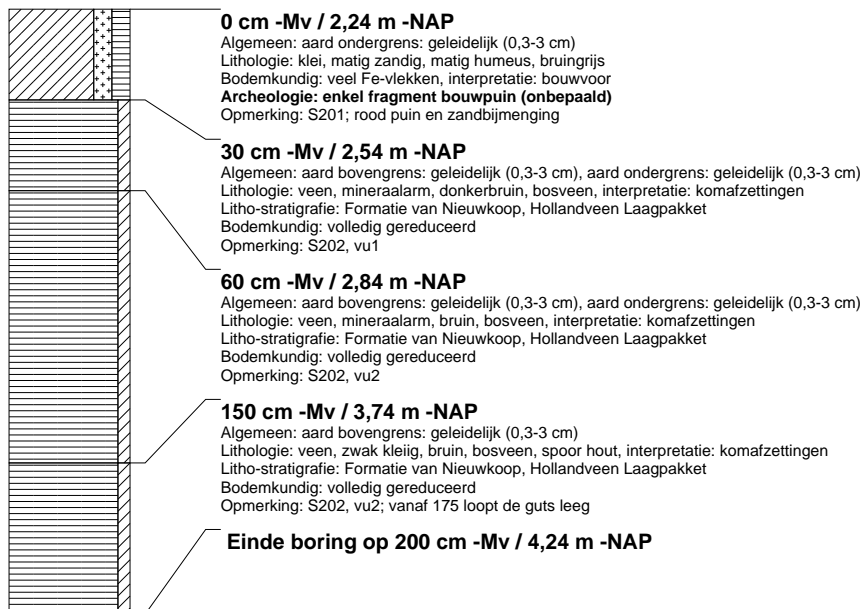 0 cm -Mv / 2,24 m -NAP
Algemeen: aard ondergrens: geleidelijk (0,3-3 cm)
Lithologie: klei, matig zandig, matig humeus, bruingrijs
Bodemkundig: veel Fe-vlekken, interpretatie: bouwvoor
Archeologie: enkel fragment bouwpuin (onbepaald)
Opmerking: S201; rood puin en zandbijmenging
30 cm -Mv / 2,54 m -NAP
Algemeen: aard bovengrens: geleidelijk (0,3-3 cm), aard ondergrens: geleidelijk (0,3-3 cm)
Lithologie: veen, mineraalarm, donkerbruin, bosveen, interpretatie: komafzettingen
Litho-stratigrafie: Formatie van Nieuwkoop, Hollandveen Laagpakket
Bodemkundig: volledig gereduceerd
Opmerking: S202, vu1
60 cm -Mv / 2,84 m -NAP
Algemeen: aard bovengrens: geleidelijk (0,3-3 cm), aard ondergrens: geleidelijk (0,3-3 cm)
Lithologie: veen, mineraalarm, bruin, bosveen, interpretatie: komafzettingen
Litho-stratigrafie: Formatie van Nieuwkoop, Hollandveen Laagpakket
Bodemkundig: volledig gereduceerd
Opmerking: S202, vu2
150 cm -Mv / 3,74 m -NAP
Algemeen: aard bovengrens: geleidelijk (0,3-3 cm)
Lithologie: veen, zwak kleiig, bruin, bosveen, spoor hout, interpretatie: komafzettingen
Litho-stratigrafie: Formatie van Nieuwkoop, Hollandveen Laagpakket
Bodemkundig: volledig gereduceerd
Opmerking: S202, vu2; vanaf 175 loopt de guts leeg
Einde boring op 200 cm -Mv / 4,24 m -NAP